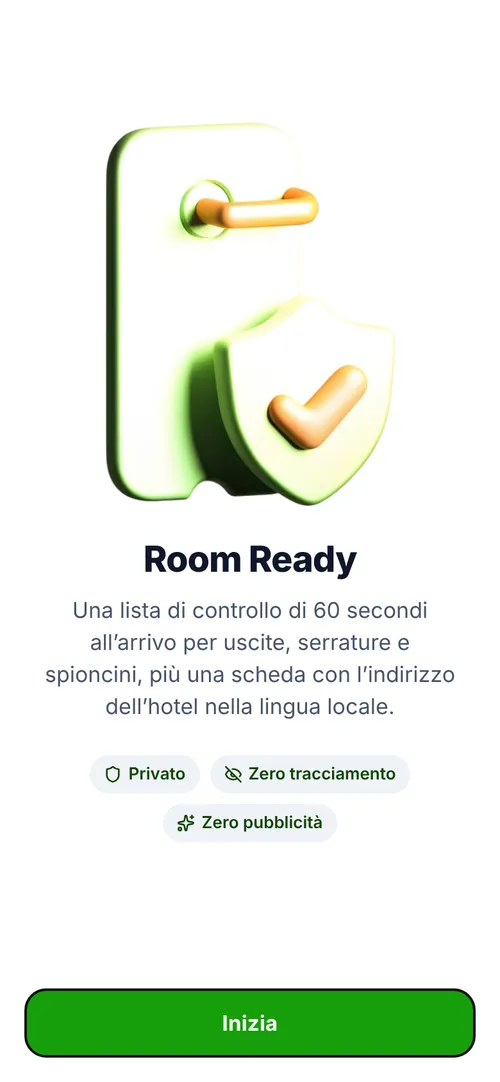 Room Ready
Una lista di controllo di 60 secondi
all’arrivo per uscite, serrature e
spioncini, più una scheda con l’indirizzo
dell’hotel nella lingua locale.
Privato
Zero tracciamento
Zero pubblicità
Inizia